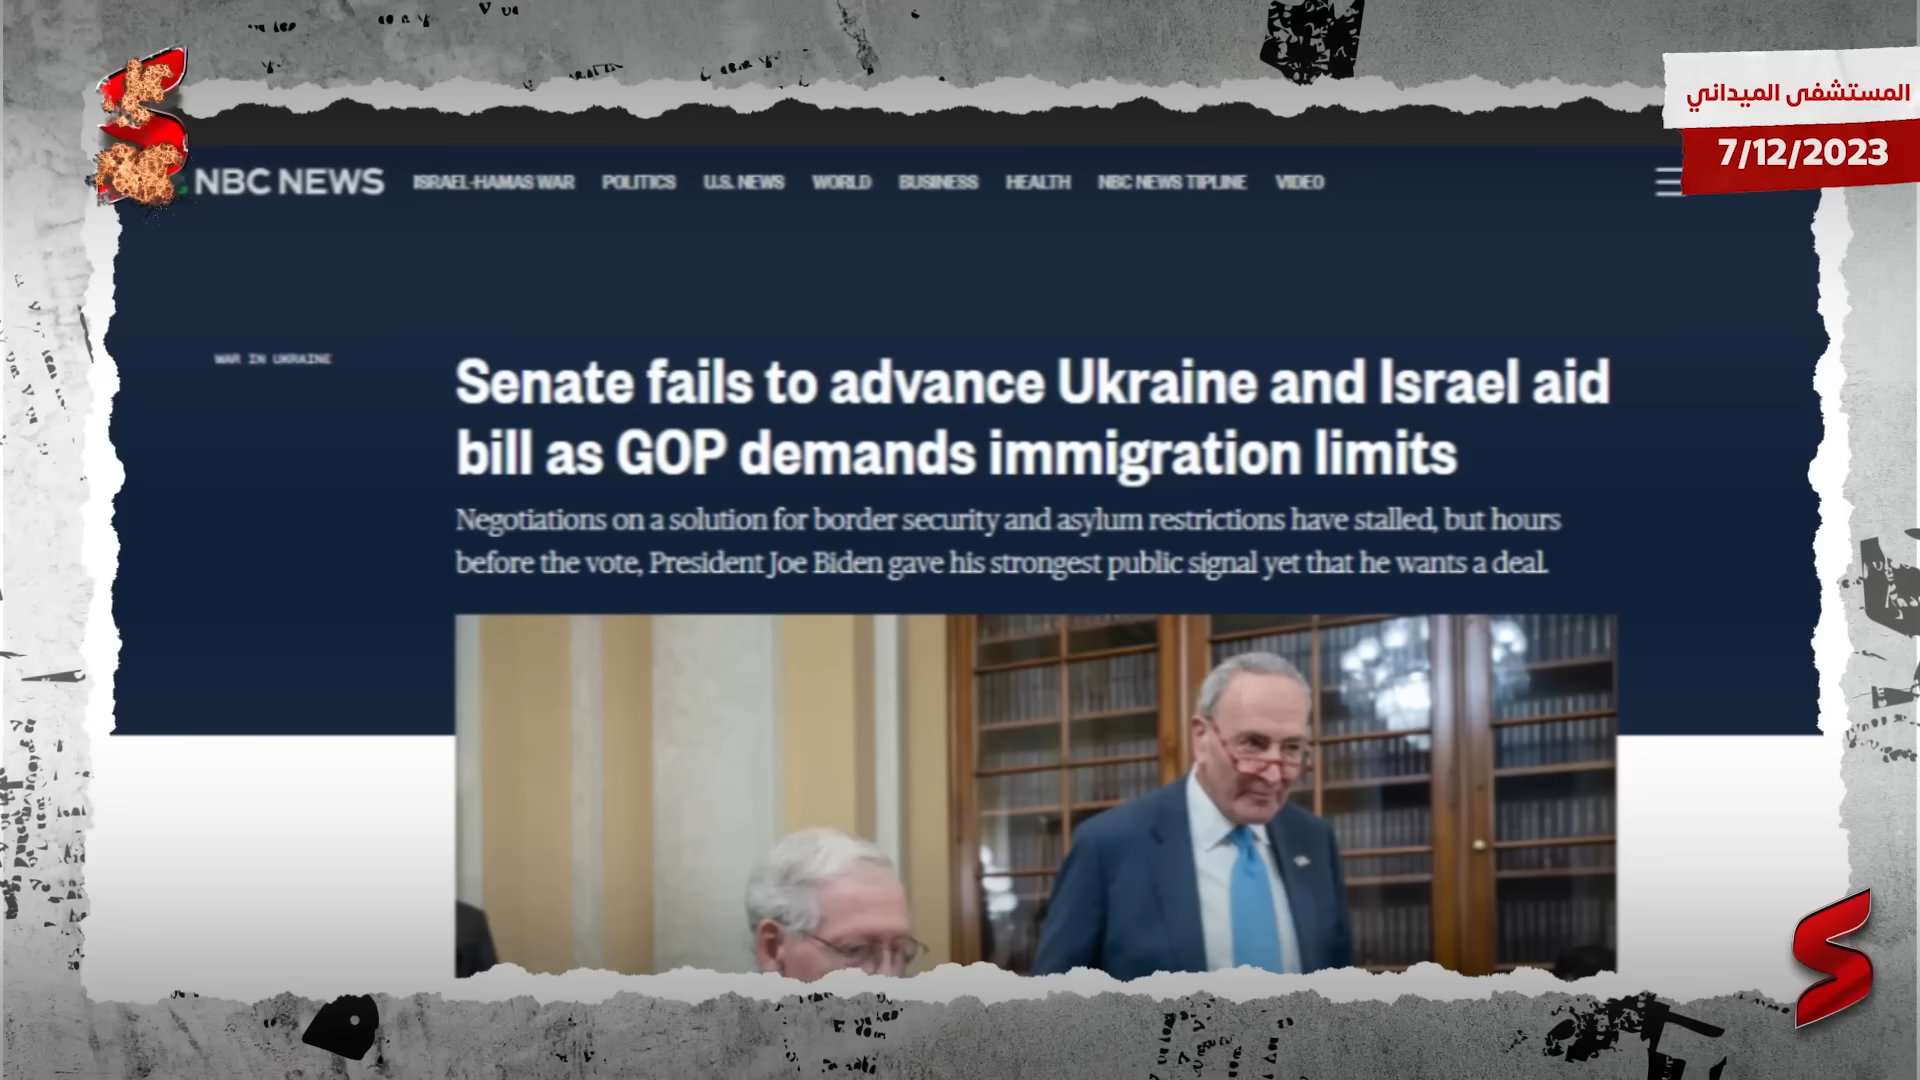 المستشفى الميداني
7/12/2023
NBC NEWS
ISRAEL-HAMAS WAR POLITICS U.S. NEWS WORLD BUSINESS HEALTH NBC NEWS TIPLINE VIDEO
WAR IN UKRAINE
Senate fails to advance Ukraine and Israel aid
bill as GOP demands immigration limits
Negotiations on a solution for border security and asylum restrictions have stalled, but hours
before the vote, President Joe Biden gave his strongest public signal yet that he wants a deal.
S
S